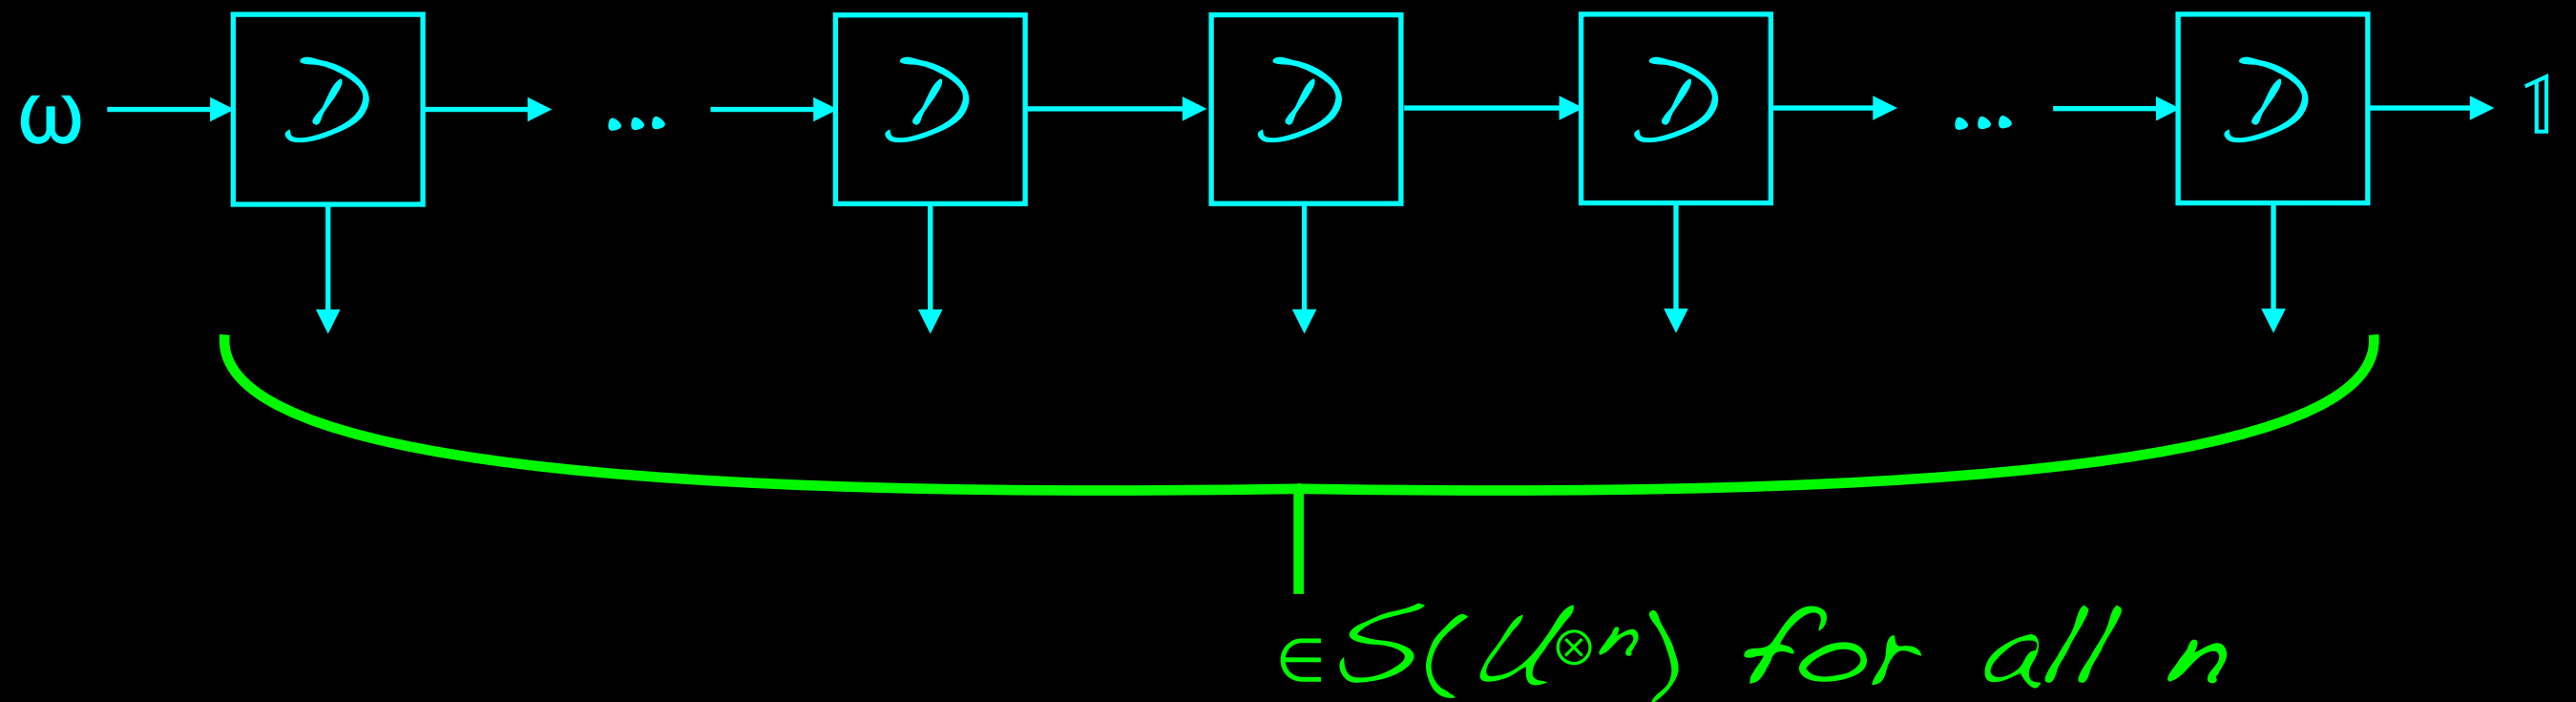 ω 𝒟 ... 𝒟 𝒟 𝒟 ... 𝒟 𝟙
∈ S(𝒰^{⊗n}) for all n